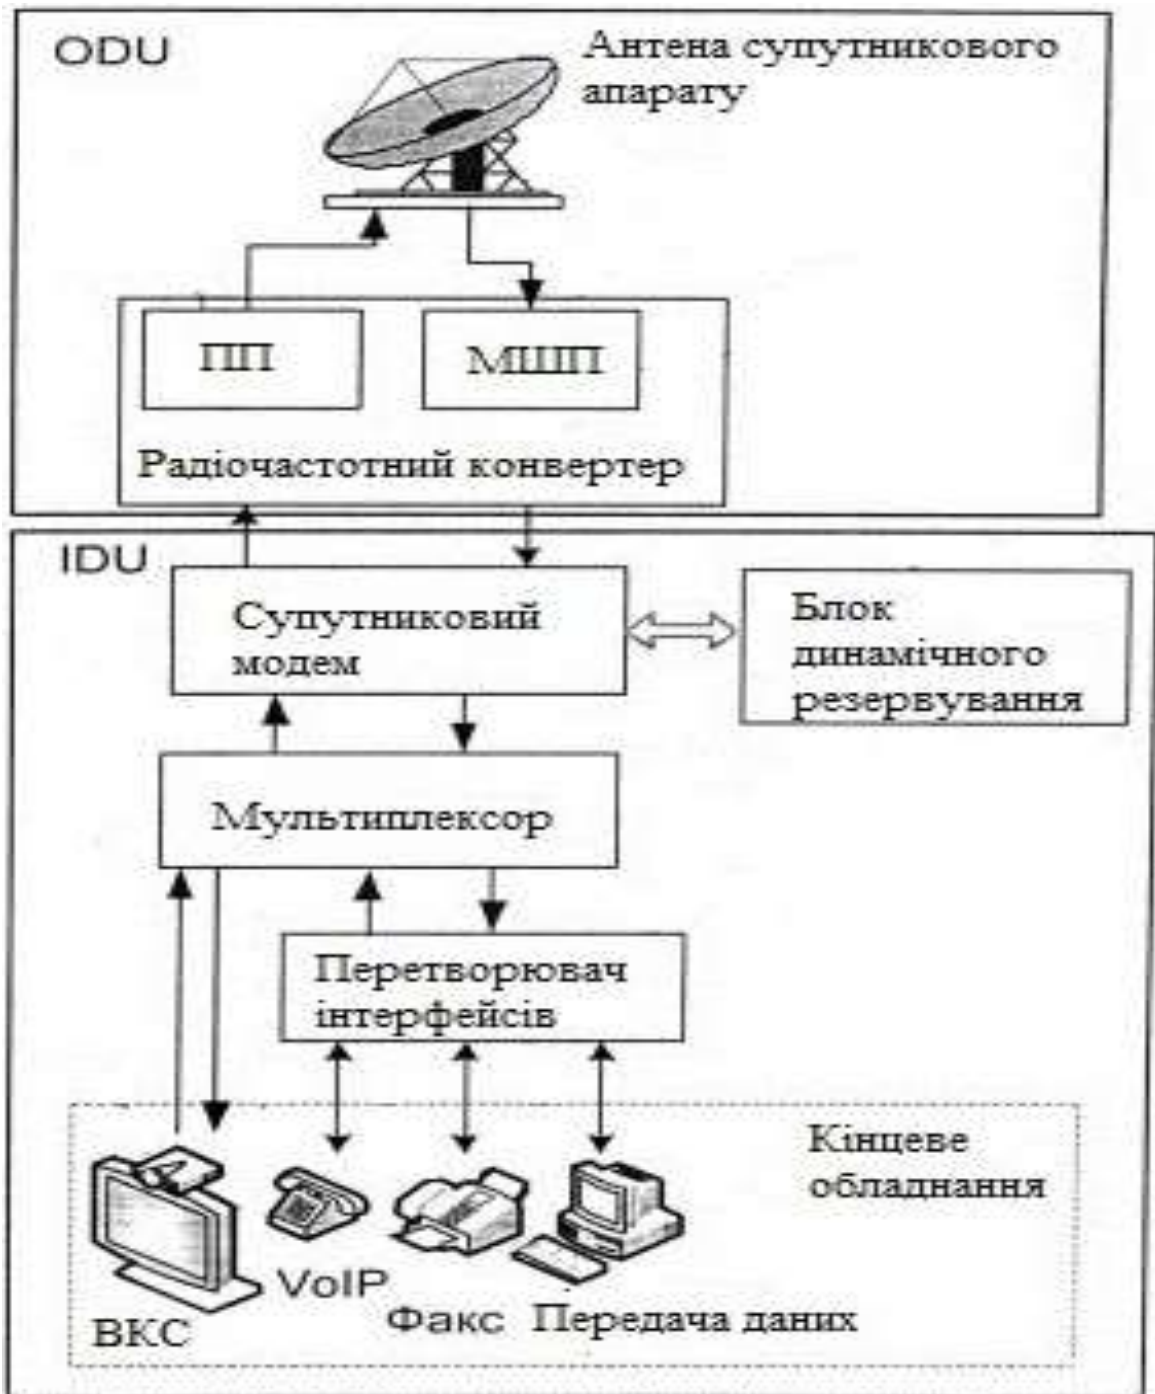 ODU
Антена супутникового
апарату
ПП
МШП
Радіочастотний конвертер
IDU
Супутниковий
модем
Блок
динамічного
резервування
Мультиплексор
Перетворювач
інтерфейсів
Кінцеве
обладнання
VoIP
ВКС
Факс
Передача даних